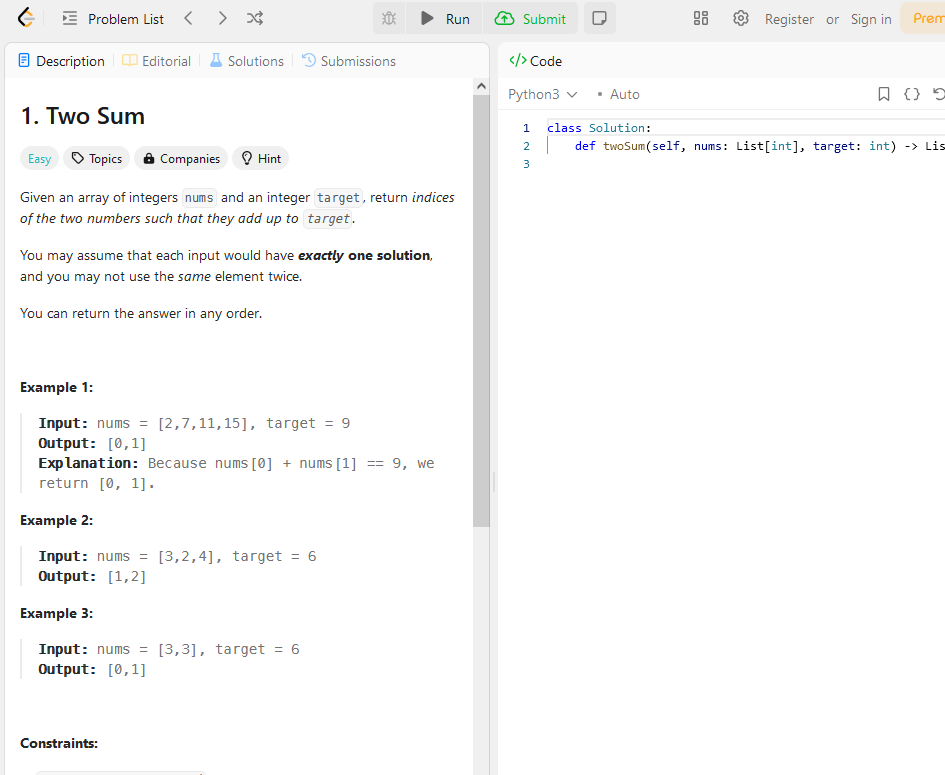 Problem List Run Submit Register or Sign in Prem
Description Editorial Solutions Submissions
</> Code
Python3 • Auto
1. Two Sum
Easy Topics Companies Hint
Given an array of integers nums and an integer target, return indices
of the two numbers such that they add up to target.
You may assume that each input would have exactly one solution,
and you may not use the same element twice.
You can return the answer in any order.
Example 1:
Input: nums = [2,7,11,15], target = 9
Output: [0,1]
Explanation: Because nums[0] + nums[1] == 9, we
return [0, 1].
Example 2:
Input: nums = [3,2,4], target = 6
Output: [1,2]
Example 3:
Input: nums = [3,3], target = 6
Output: [0,1]
Constraints:
1 class Solution:
2 def twoSum(self, nums: List[int], target: int) -> Lis
3